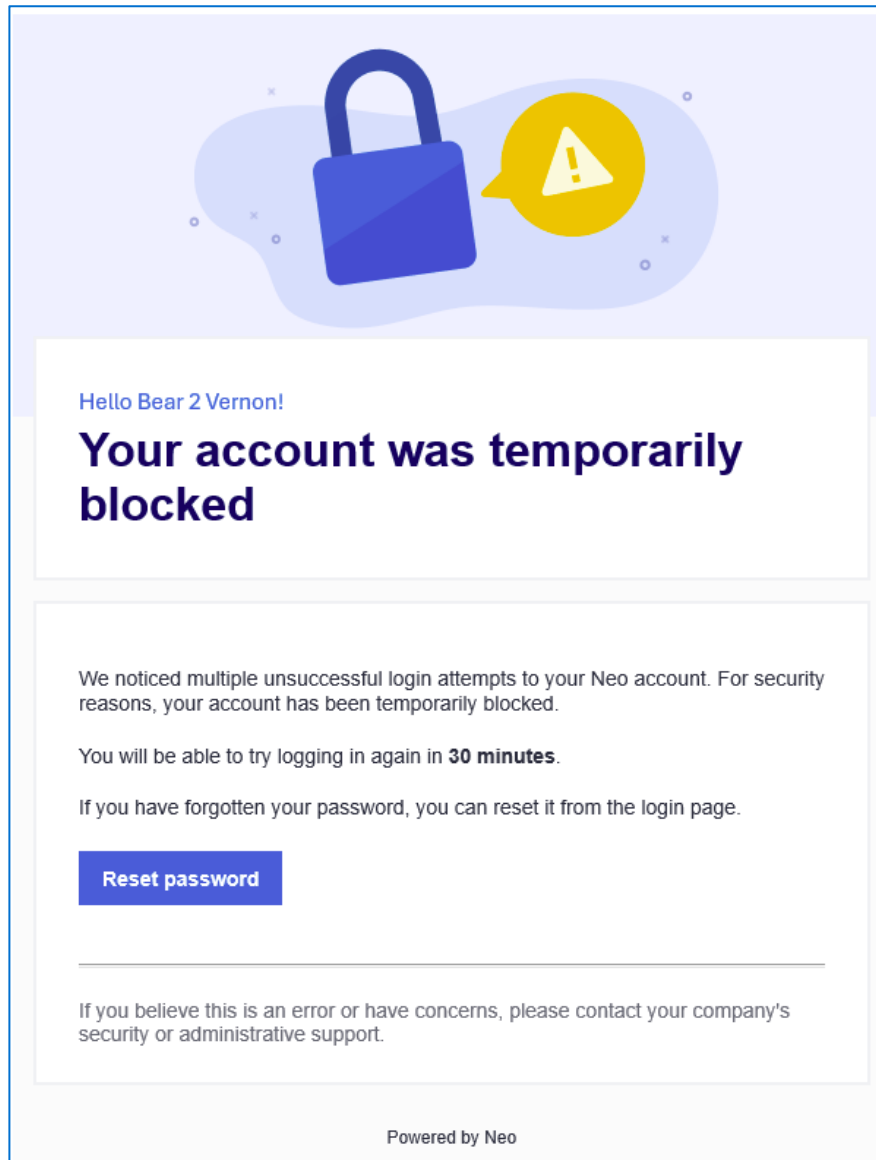 Hello Bear 2 Vernon!
Your account was temporarily
blocked
We noticed multiple unsuccessful login attempts to your Neo account. For security
reasons, your account has been temporarily blocked.
You will be able to try logging in again in 30 minutes.
If you have forgotten your password, you can reset it from the login page.
Reset password
If you believe this is an error or have concerns, please contact your company's
security or administrative support.
Powered by Neo